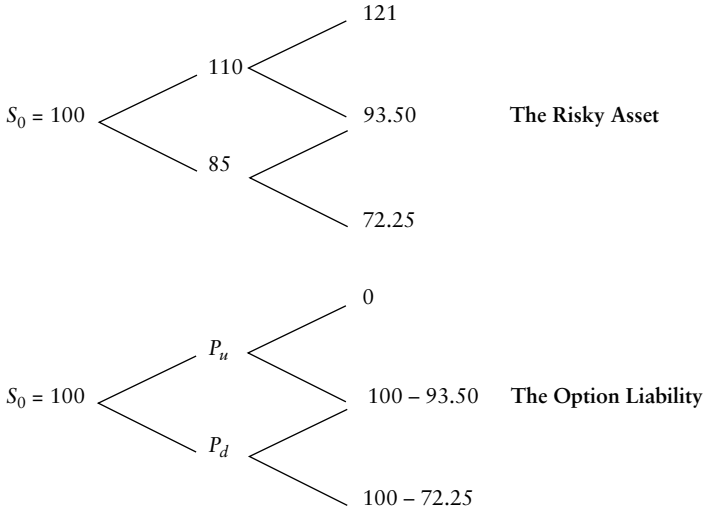 121
110
S₀ = 100 93.50 The Risky Asset
85
72.25
0
Pᵤ
S₀ = 100 100 – 93.50 The Option Liability
P_d
100 – 72.25